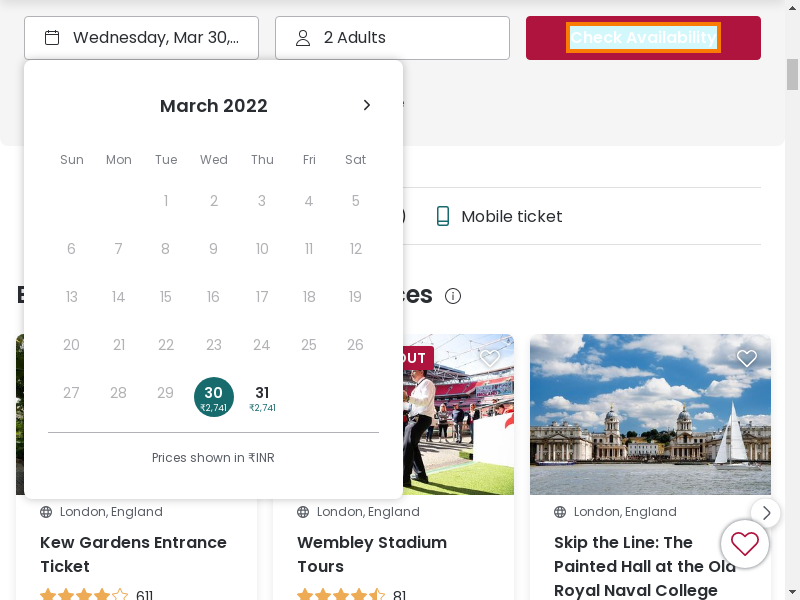 Wednesday, Mar 30,...
2 Adults
Check Availability
March 2022
Sun Mon Tue Wed Thu Fri Sat
1 2 3 4 5
6 7 8 9 10 11 12
13 14 15 16 17 18 19
20 21 22 23 24 25 26
27 28 29 30 31
₹2,741 ₹2,741
Prices shown in ₹INR
Mobile ticket
OUT
London, England
Kew Gardens Entrance
Ticket
611
London, England
Wembley Stadium
Tours
81
London, England
Skip the Line: The
Painted Hall at the Old
Royal Naval College